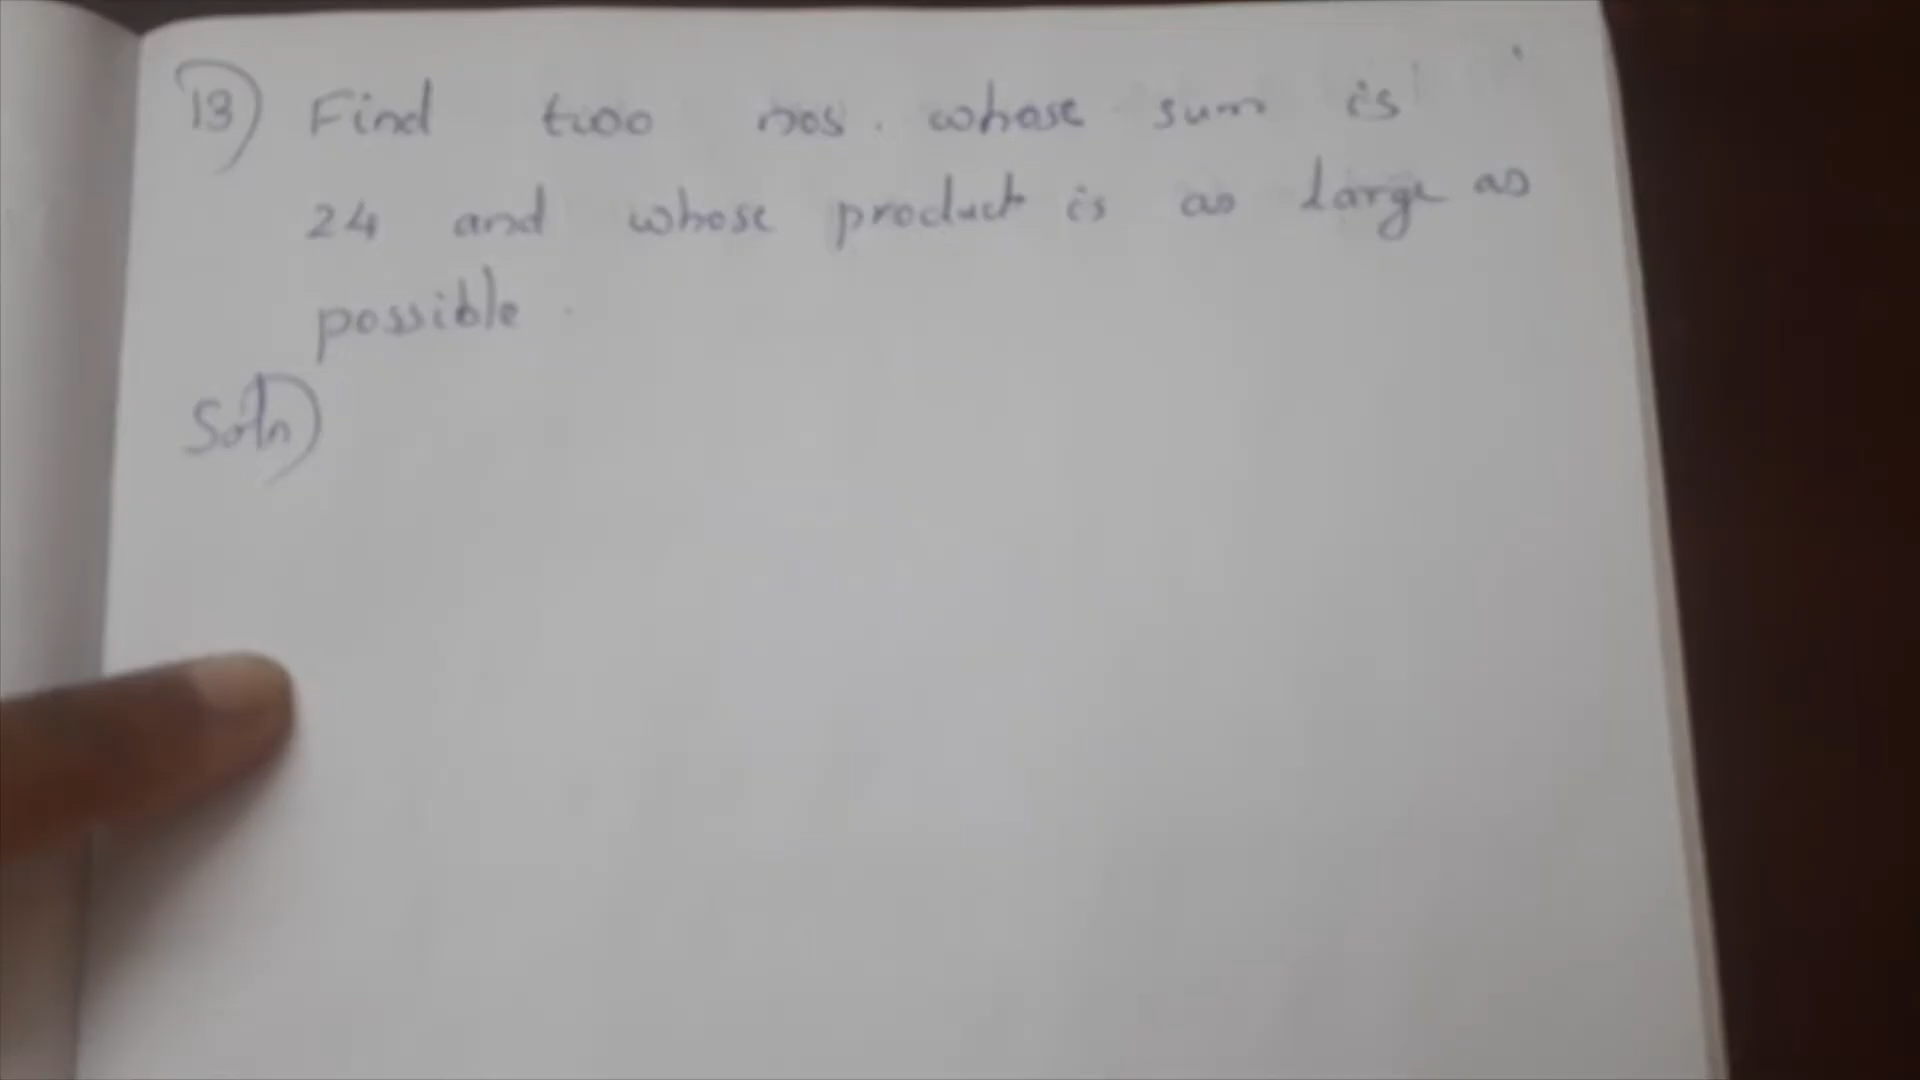 13) Find two nos. whose sum is
24 and whose product is as large as
possible.
Soln)